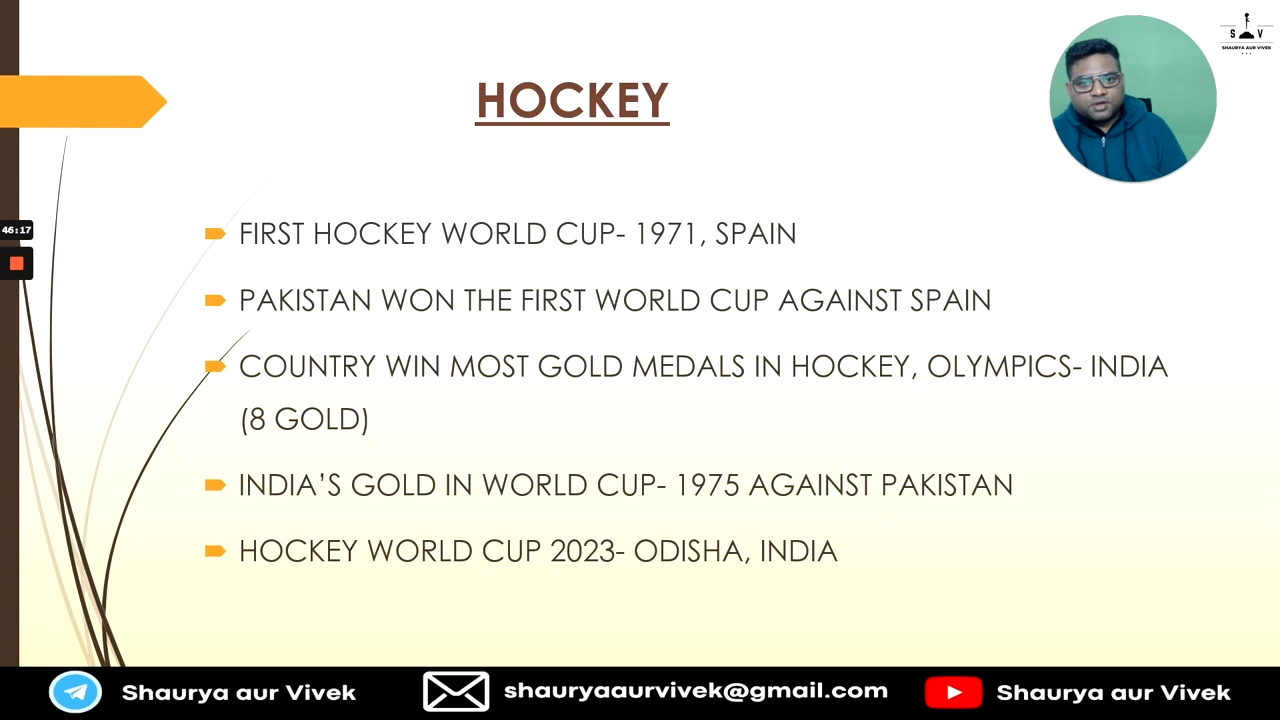 S V
SHAURYA AUR VIVEK
HOCKEY
46:17
FIRST HOCKEY WORLD CUP- 1971, SPAIN
PAKISTAN WON THE FIRST WORLD CUP AGAINST SPAIN
COUNTRY WIN MOST GOLD MEDALS IN HOCKEY, OLYMPICS- INDIA
(8 GOLD)
INDIA’S GOLD IN WORLD CUP- 1975 AGAINST PAKISTAN
HOCKEY WORLD CUP 2023- ODISHA, INDIA
Shaurya aur Vivek
shauryaaurvivek@gmail.com
Shaurya aur Vivek